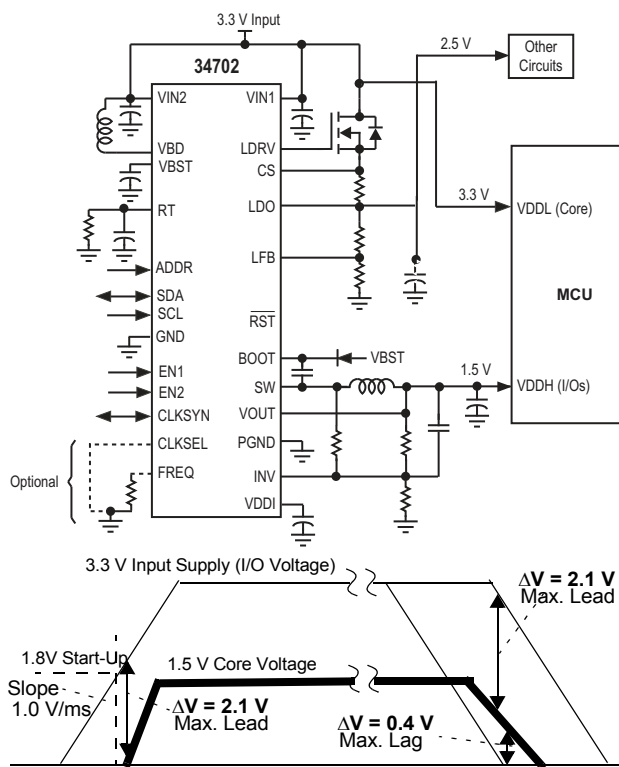 3.3 V Input
34702
2.5 V
Other
Circuits
VIN2
VIN1
VBD
LDRV
VBST
CS
RT
LDO
3.3 V
VDDL (Core)
ADDR
LFB
MCU
SDA
SCL
RST
GND
BOOT
VBST
EN1
SW
1.5 V
VDDH (I/Os)
EN2
VOUT
CLKSYN
PGND
CLKSEL
Optional
FREQ
INV
VDDI
3.3 V Input Supply (I/O Voltage)
ΔV = 2.1 V
Max. Lead
1.8V Start-Up
1.5 V Core Voltage
Slope
1.0 V/ms
ΔV = 2.1 V
Max. Lead
ΔV = 0.4 V
Max. Lag